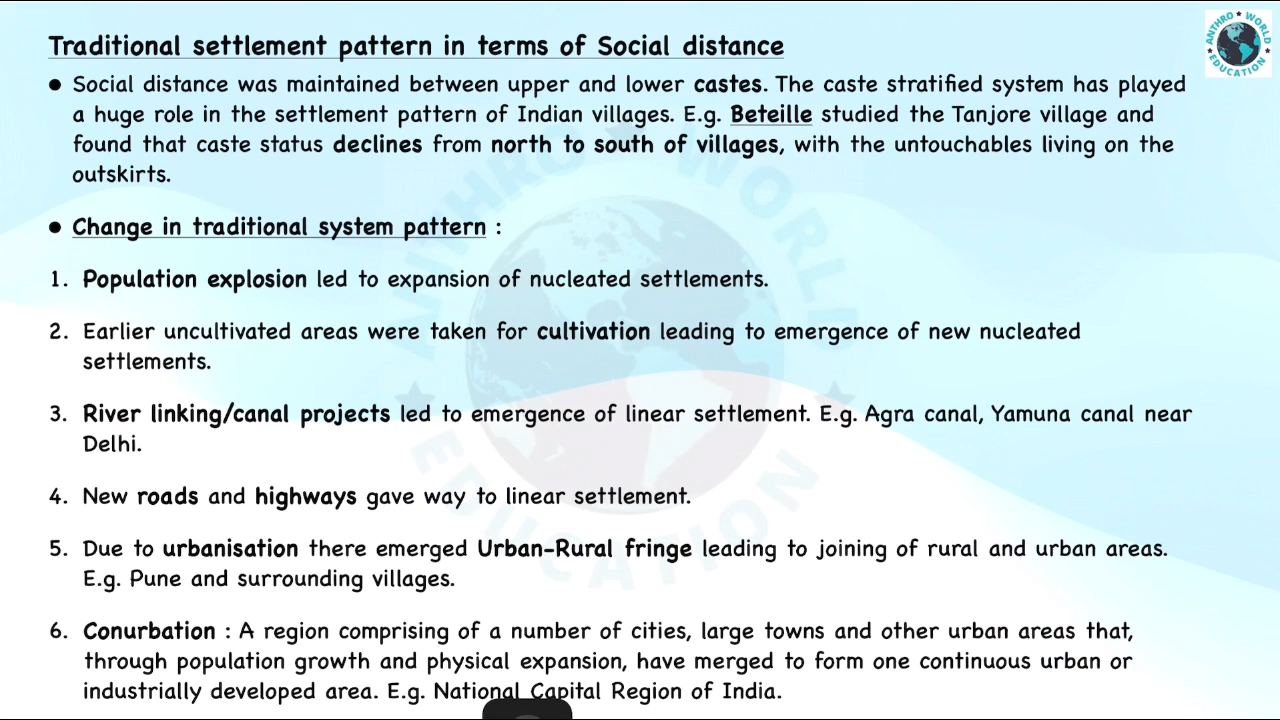 Traditional settlement pattern in terms of Social distance
ANTHRO ★ WORLD ★ EDUCATION ★
● Social distance was maintained between upper and lower castes. The caste stratified system has played
a huge role in the settlement pattern of Indian villages. E.g. Beteille studied the Tanjore village and
found that caste status declines from north to south of villages, with the untouchables living on the
outskirts.
● Change in traditional system pattern :
1. Population explosion led to expansion of nucleated settlements.
2. Earlier uncultivated areas were taken for cultivation leading to emergence of new nucleated
settlements.
3. River linking/canal projects led to emergence of linear settlement. E.g. Agra canal, Yamuna canal near
Delhi.
4. New roads and highways gave way to linear settlement.
5. Due to urbanisation there emerged Urban-Rural fringe leading to joining of rural and urban areas.
E.g. Pune and surrounding villages.
6. Conurbation : A region comprising of a number of cities, large towns and other urban areas that,
through population growth and physical expansion, have merged to form one continuous urban or
industrially developed area. E.g. National Capital Region of India.
ANTHRO ★ WORLD ★ EDUCATION